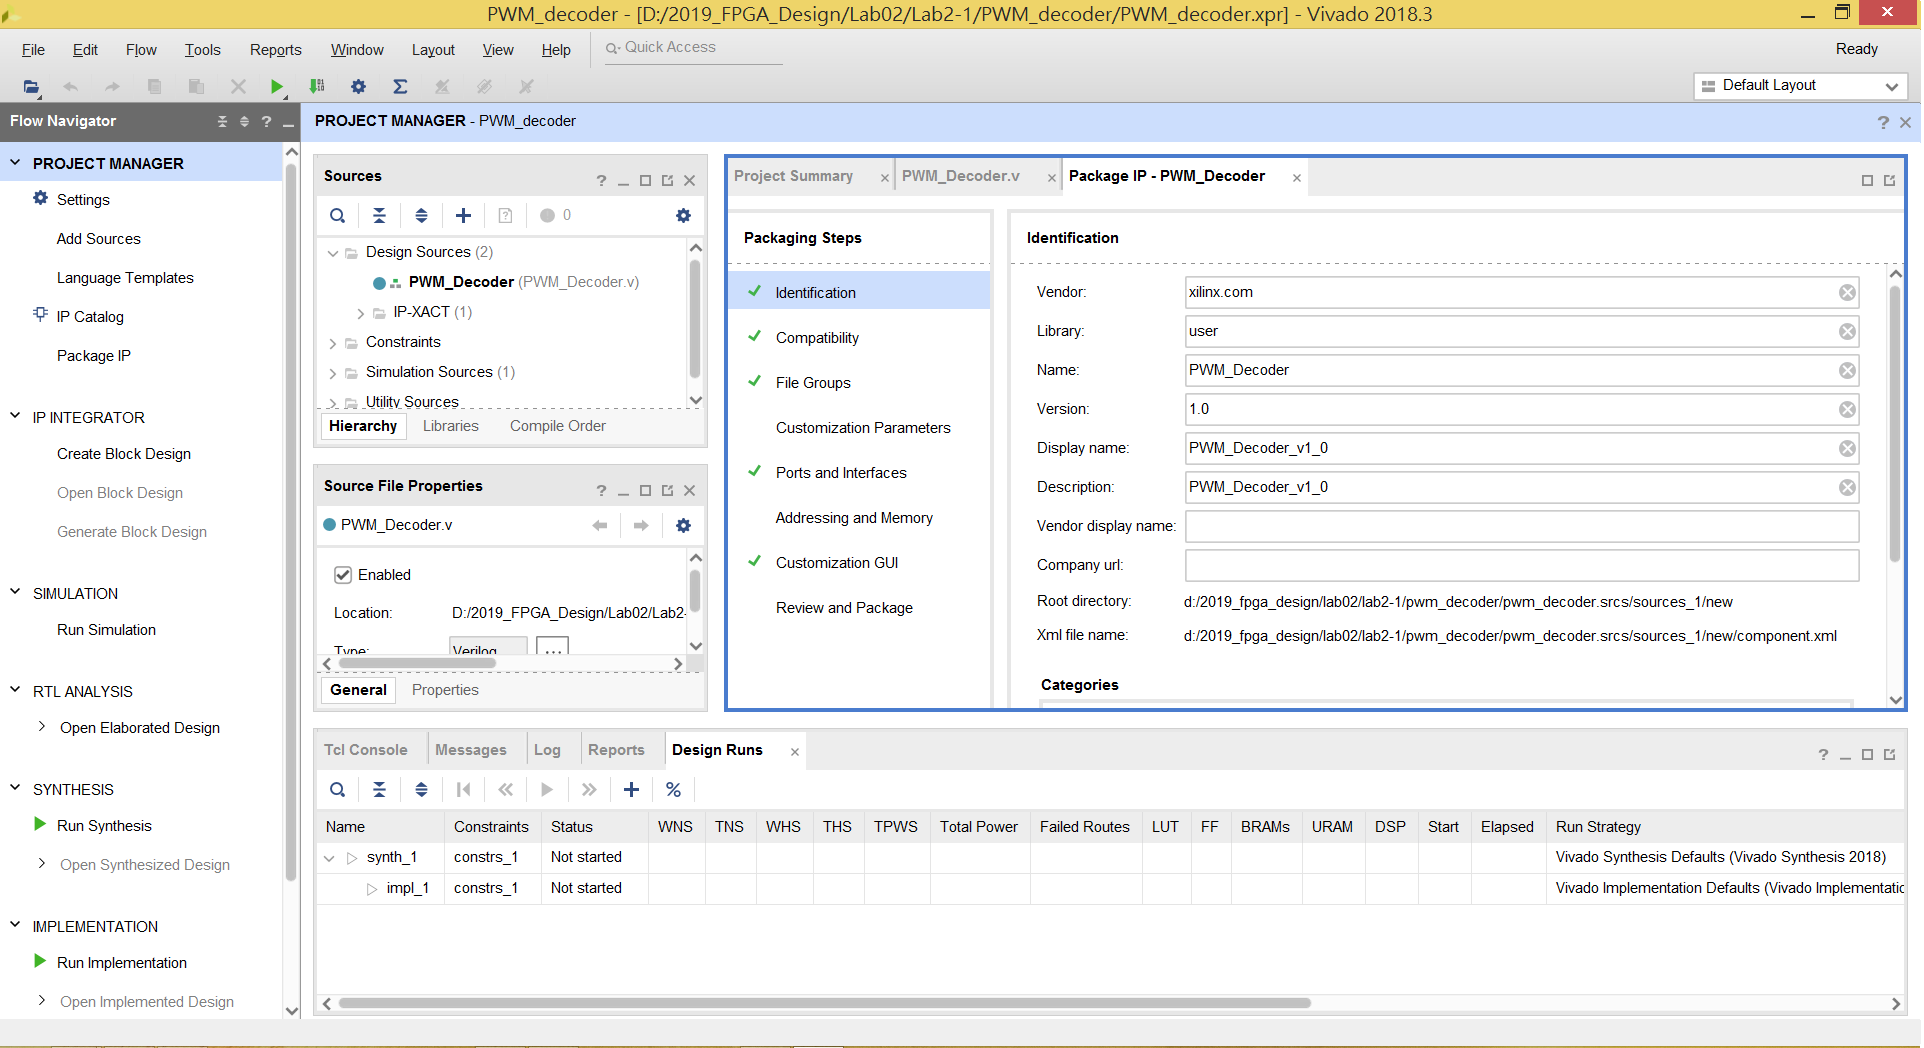 PWM_decoder - [D:/2019_FPGA_Design/Lab02/Lab2-1/PWM_decoder/PWM_decoder.xpr] - Vivado 2018.3
File Edit Flow Tools Reports Window Layout View Help Quick Access Ready
Default Layout
Flow Navigator
PROJECT MANAGER
Settings
Add Sources
Language Templates
IP Catalog
Package IP
IP INTEGRATOR
Create Block Design
Open Block Design
Generate Block Design
SIMULATION
Run Simulation
RTL ANALYSIS
Open Elaborated Design
SYNTHESIS
Run Synthesis
Open Synthesized Design
IMPLEMENTATION
Run Implementation
Open Implemented Design
PROJECT MANAGER - PWM_decoder
Sources
0
Design Sources (2)
PWM_Decoder (PWM_Decoder.v)
IP-XACT (1)
Constraints
Simulation Sources (1)
Utility Sources
Hierarchy Libraries Compile Order
Source File Properties
PWM_Decoder.v
Enabled
Location: D:/2019_FPGA_Design/Lab02/Lab2-
Type: Verilog ...
General Properties
Project Summary PWM_Decoder.v Package IP - PWM_Decoder
Packaging Steps
Identification
Compatibility
File Groups
Customization Parameters
Ports and Interfaces
Addressing and Memory
Customization GUI
Review and Package
Identification
Vendor: xilinx.com
Library: user
Name: PWM_Decoder
Version: 1.0
Display name: PWM_Decoder_v1_0
Description: PWM_Decoder_v1_0
Vendor display name:
Company url:
Root directory: d:/2019_fpga_design/lab02/lab2-1/pwm_decoder/pwm_decoder.srcs/sources_1/new
Xml file name: d:/2019_fpga_design/lab02/lab2-1/pwm_decoder/pwm_decoder.srcs/sources_1/new/component.xml
Categories
Tcl Console Messages Log Reports Design Runs
Name Constraints Status WNS TNS WHS THS TPWS Total Power Failed Routes LUT FF BRAMs URAM DSP Start Elapsed Run Strategy
synth_1 constrs_1 Not started Vivado Synthesis Defaults (Vivado Synthesis 2018)
impl_1 constrs_1 Not started Vivado Implementation Defaults (Vivado Implementatic